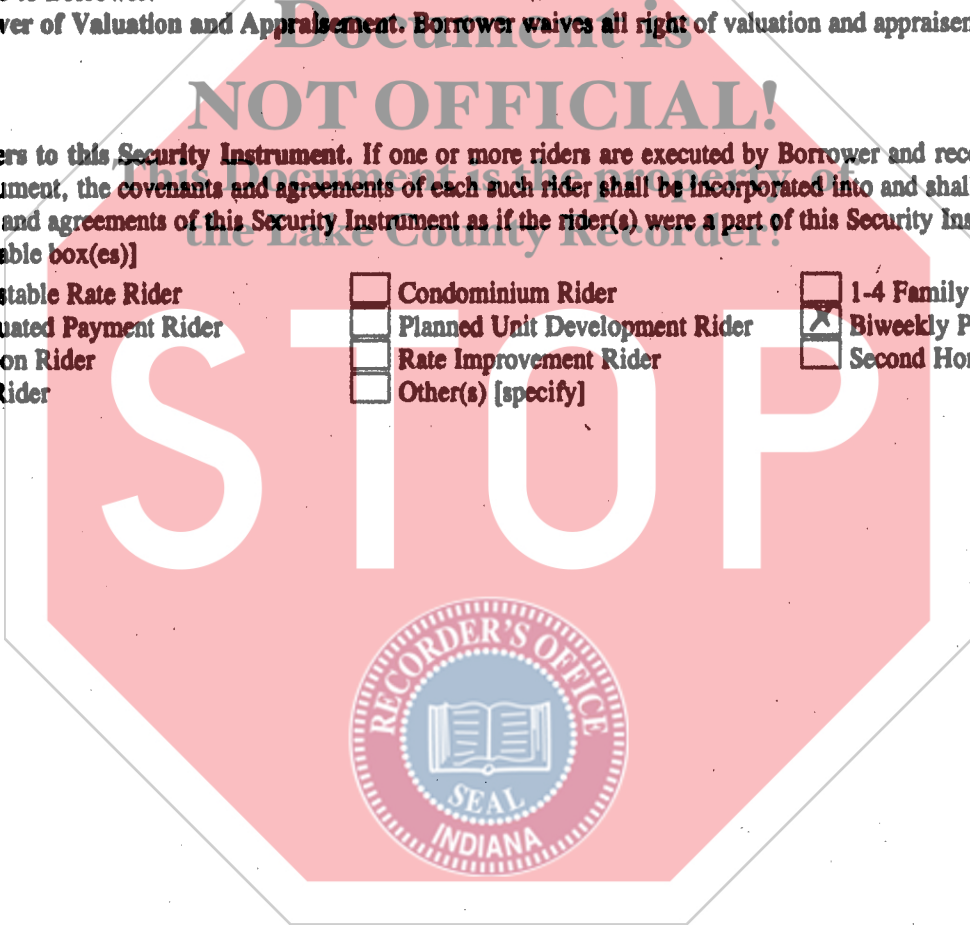 ver of Valuation and Appraisement. Borrower waives all right of valuation and appraisem
Document is
NOT OFFICIAL!
ers to this Security Instrument. If one or more riders are executed by Borrower and rec
This Document is the property of
ument, the covenants and agreements of each such rider shall be incorporated into and shal
and agreements of this Security Instrument as if the rider(s) were a part of this Security Ins
the Lake County Recorder!
able box(es)]
stable Rate Rider
Condominium Rider
1-4 Family
uated Payment Rider
Planned Unit Development Rider
X Biweekly P
on Rider
Rate Improvement Rider
Second Hor
Rider
Other(s) [specify]
STOP
RECORDER'S OFFICE
SEAL
INDIANA